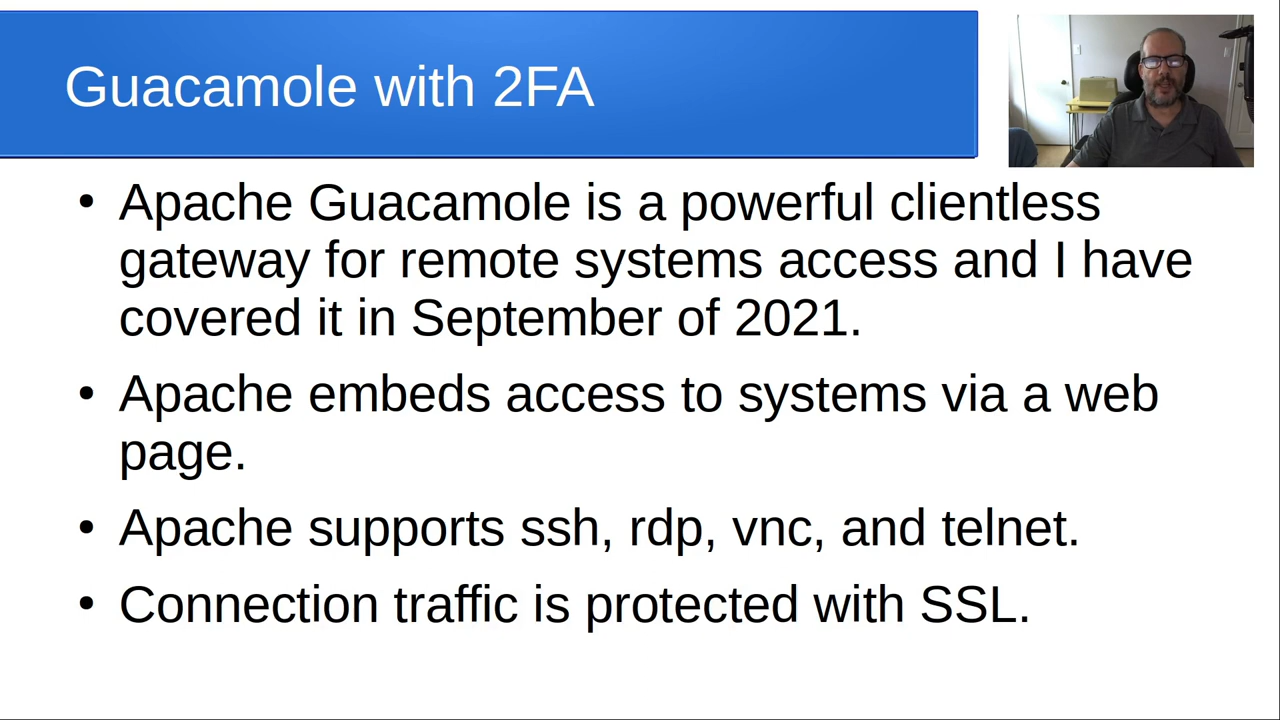 Guacamole with 2FA
• Apache Guacamole is a powerful clientless
gateway for remote systems access and I have
covered it in September of 2021.
• Apache embeds access to systems via a web
page.
• Apache supports ssh, rdp, vnc, and telnet.
• Connection traffic is protected with SSL.